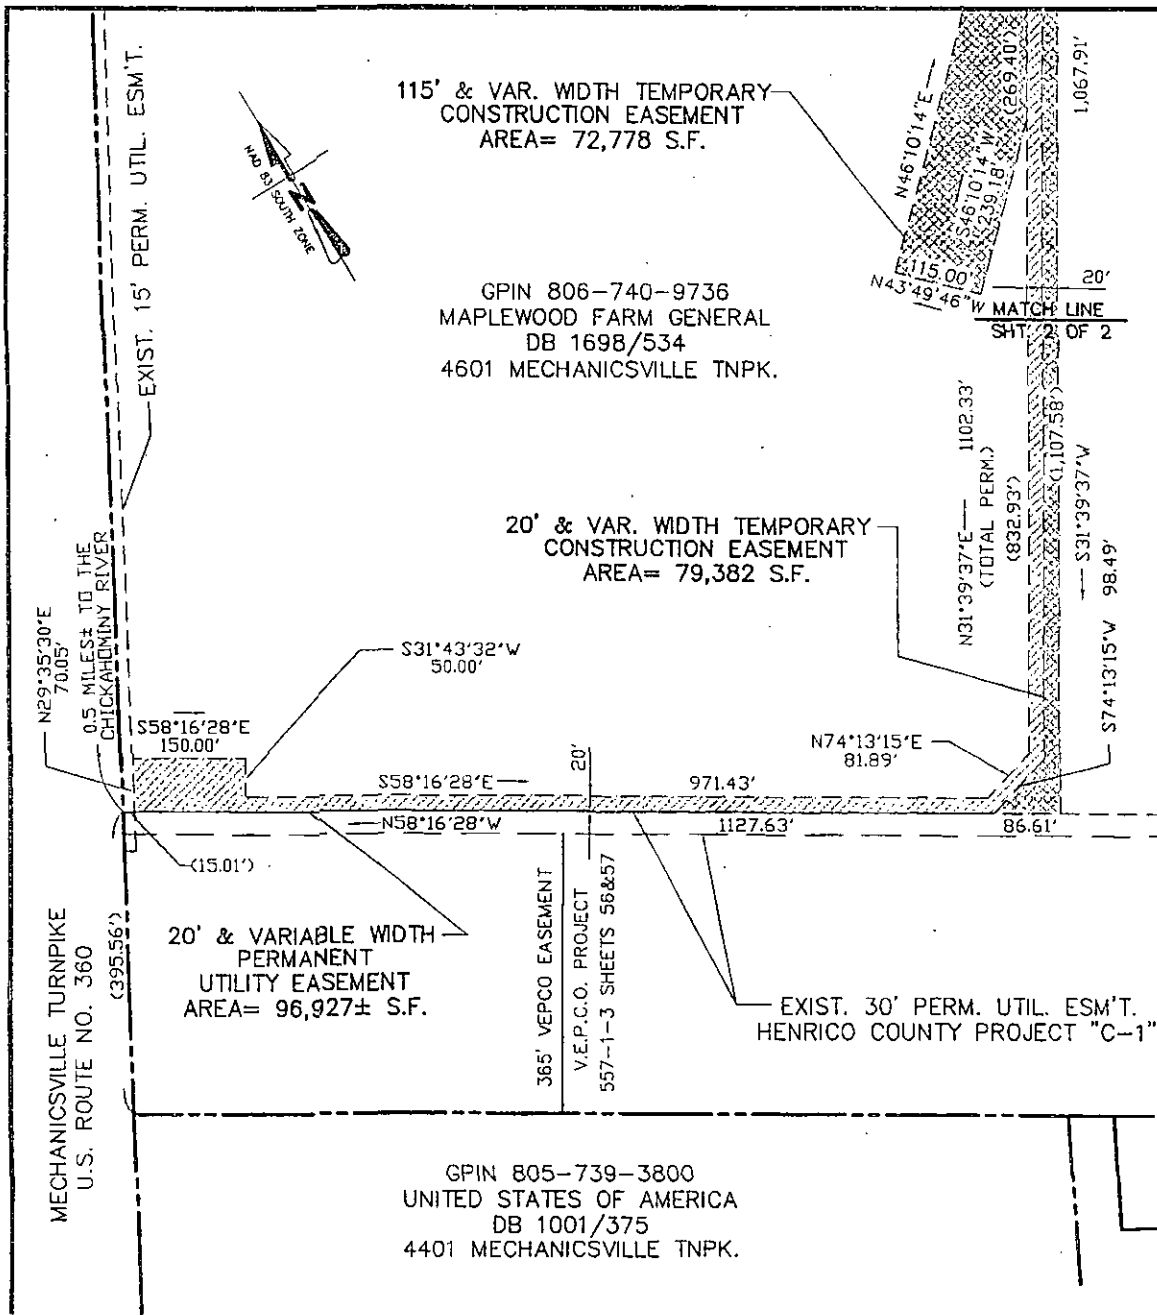 EXIST. 15' PERM. UTIL. ESM'T.
115' & VAR. WIDTH TEMPORARY
CONSTRUCTION EASEMENT
AREA= 72,778 S.F.
NAD 83 SOUTH ZONE
N
N46°10'14"E
S46°10'14"W
239.18'
(269.40')
1,067.91'
115.00'
N43°49'46"W
20'
MATCH LINE
SHT. 2 OF 2
GPIN 806-740-9736
MAPLEWOOD FARM GENERAL
DB 1698/534
4601 MECHANICSVILLE TNPK.
N31°39'37"E 1102.33'
(TOTAL PERM.)
(832.93')
(1,107.58')
S31°39'37"W
S74°13'15"W 98.49'
20' & VAR. WIDTH TEMPORARY
CONSTRUCTION EASEMENT
AREA= 79,382 S.F.
N29°35'30"E
70.05'
0.5 MILES± TO THE
CHICKAHOMINY RIVER
S31°43'32"W
50.00'
S58°16'28"E
150.00'
N74°13'15"E
81.89'
S58°16'28"E
20'
971.43'
N58°16'28"W
1127.63'
86.61'
(15.01')
(395.56')
MECHANICSVILLE TURNPIKE
U.S. ROUTE NO. 360
20' & VARIABLE WIDTH
PERMANENT
UTILITY EASEMENT
AREA= 96,927± S.F.
365' VEPCO EASEMENT
V.E.P.C.O. PROJECT
557-1-3 SHEETS 56&57
EXIST. 30' PERM. UTIL. ESM'T.
HENRICO COUNTY PROJECT "C-1"
GPIN 805-739-3800
UNITED STATES OF AMERICA
DB 1001/375
4401 MECHANICSVILLE TNPK.